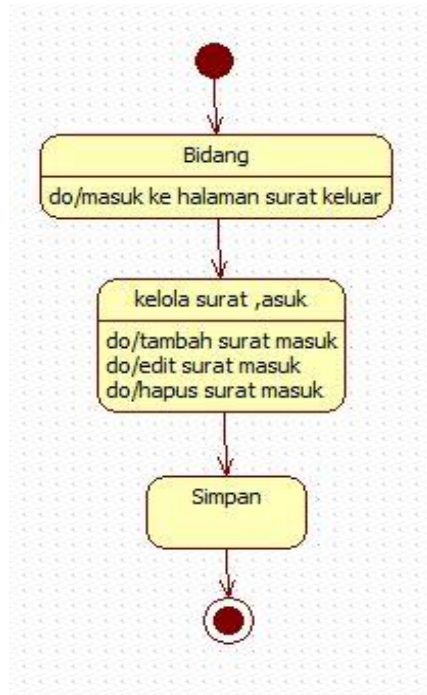 Bidang
do/masuk ke halaman surat keluar
kelola surat ,asuk
do/tambah surat masuk
do/edit surat masuk
do/hapus surat masuk
Simpan